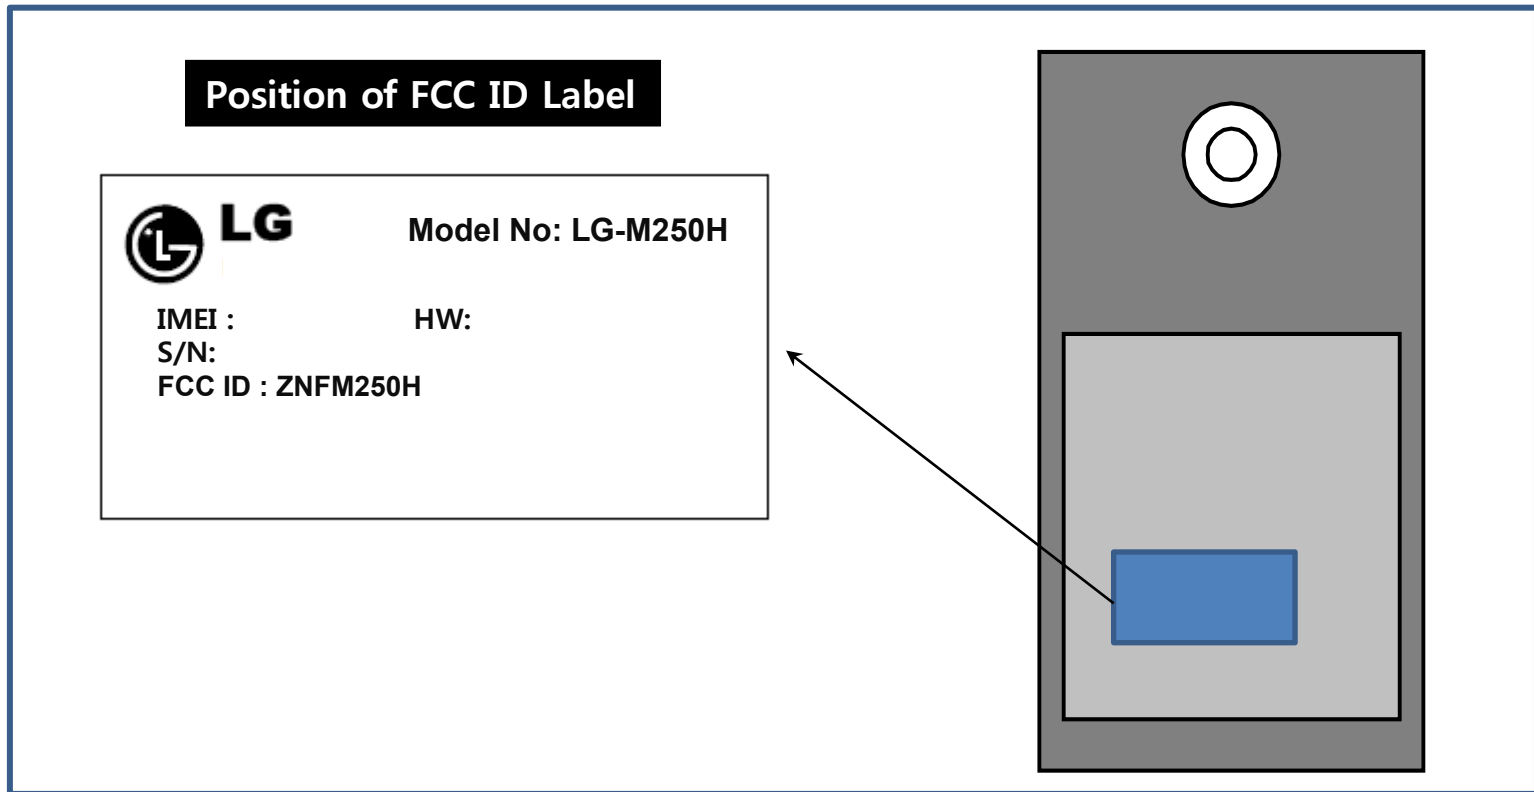 Position of FCC ID Label
LG Model No: LG-M250H
IMEI : HW:
S/N:
FCC ID : ZNFM250H